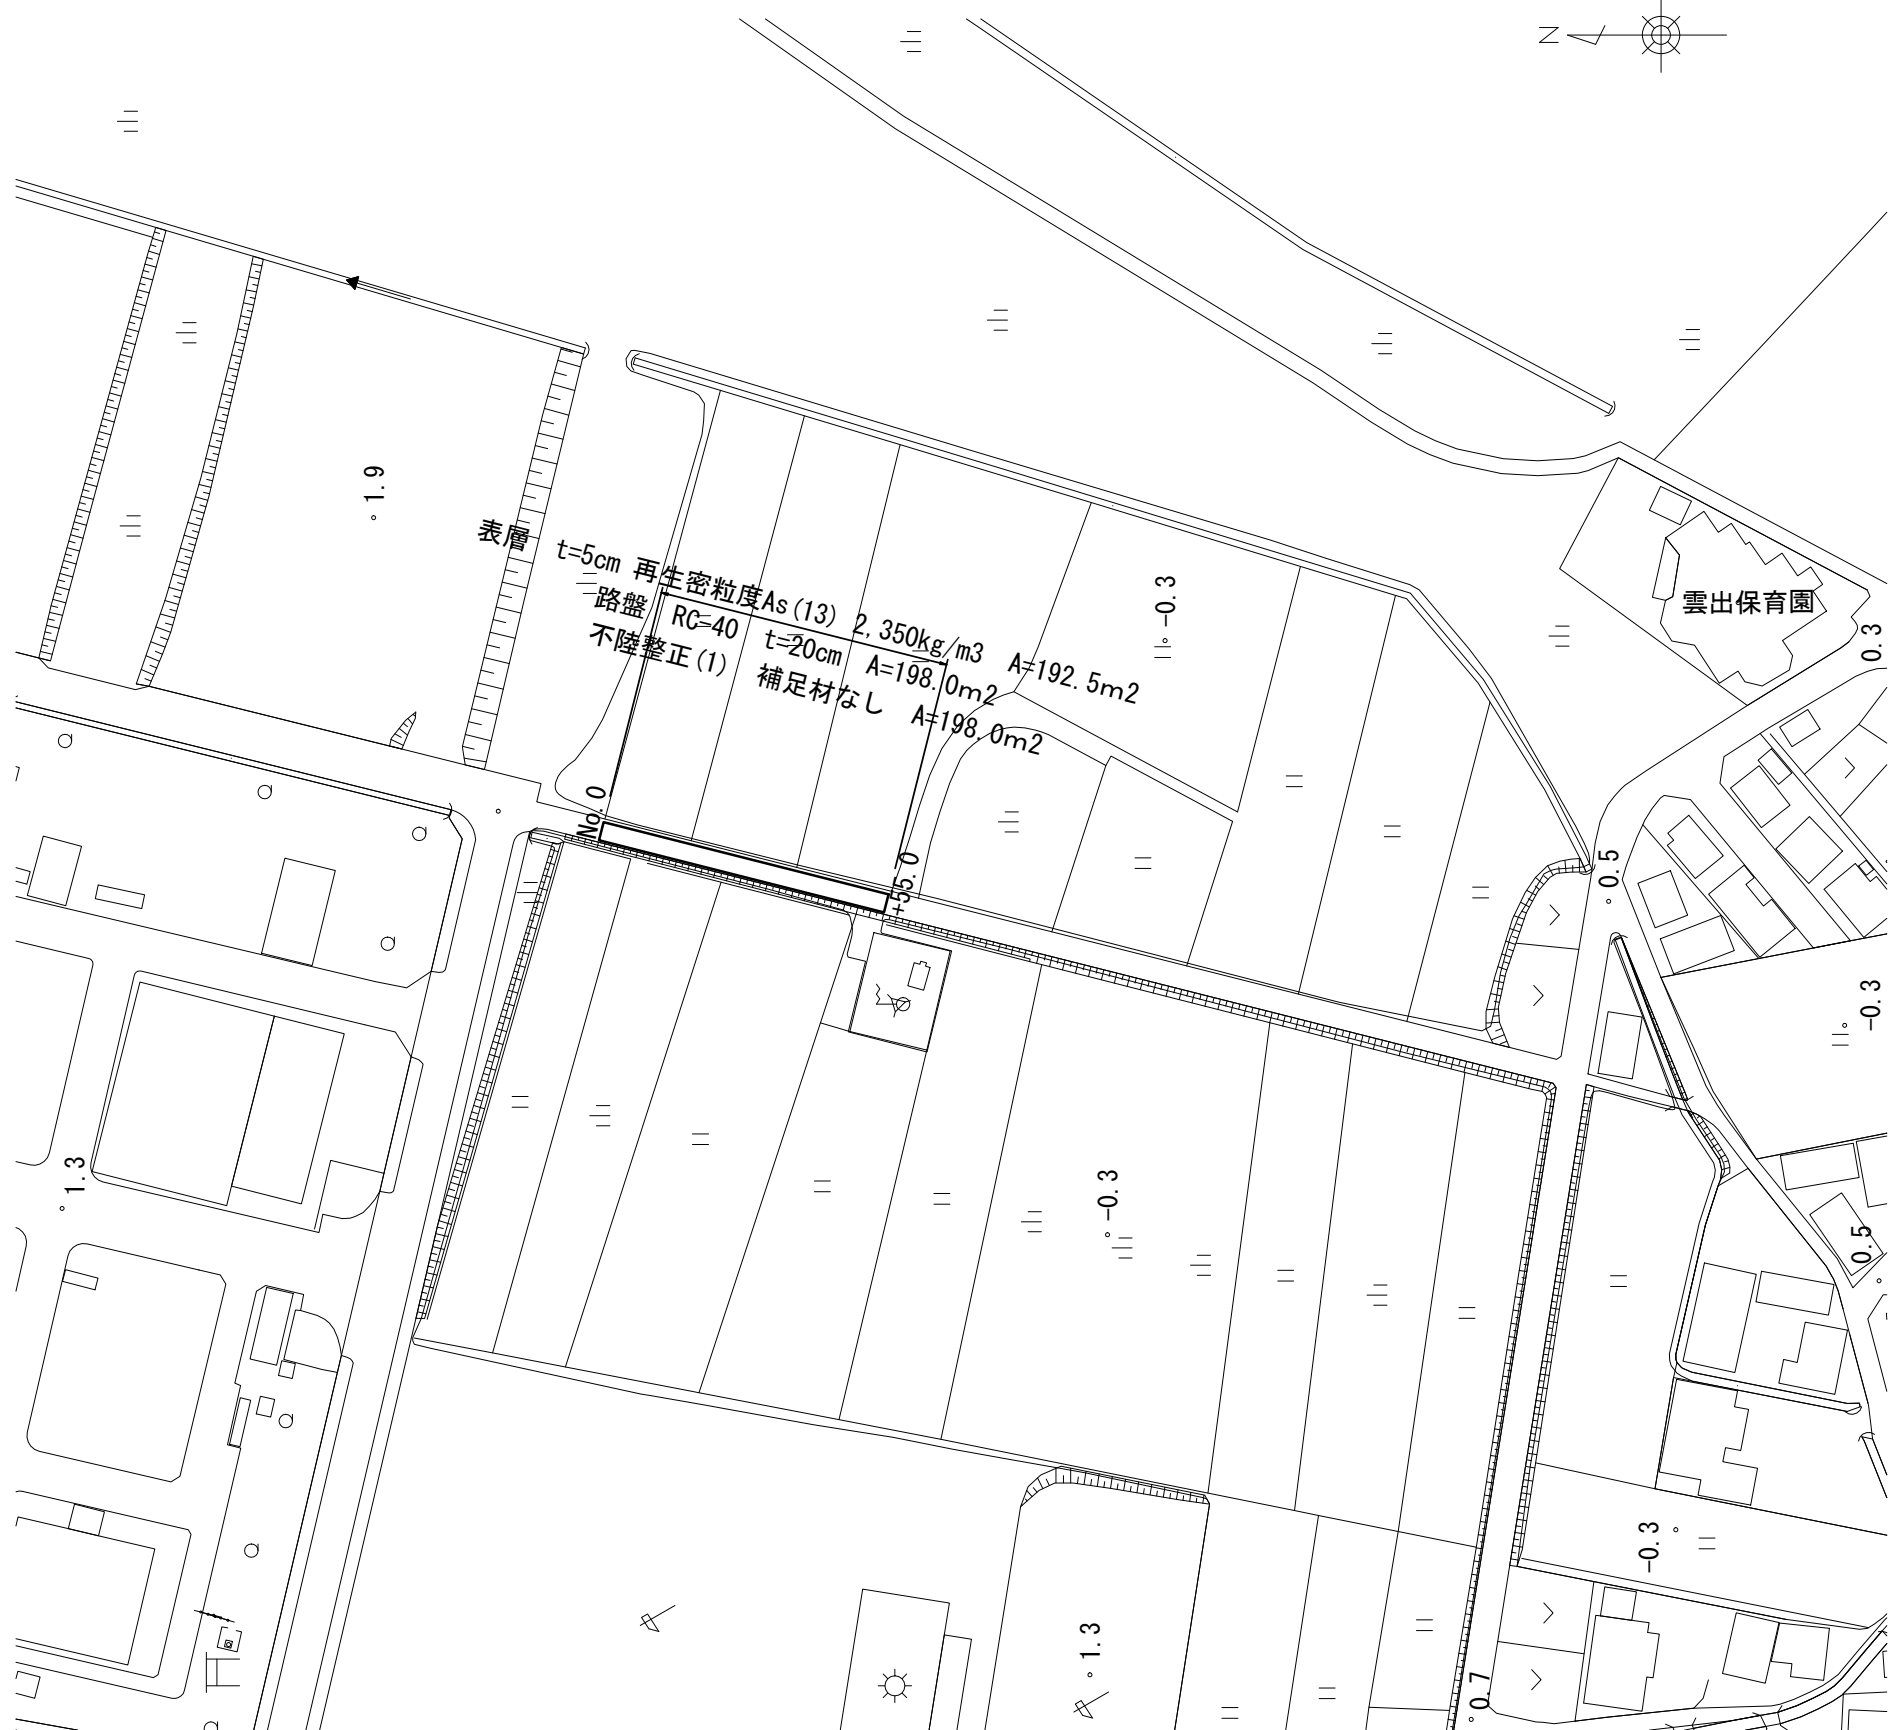 N
1.9
表層 t=5cm 再生密粒度As(13) 2,350kg/m3 A=192.5m2
路盤 RC=40 t=20cm A=198.0m2
不陸整正(1) 補足材なし A=198.0m2
-0.3
雲出保育園
0.3
No.0
+55.0
0.5
-0.3
1.3
-0.3
0.5
-0.3
1.3
0.7